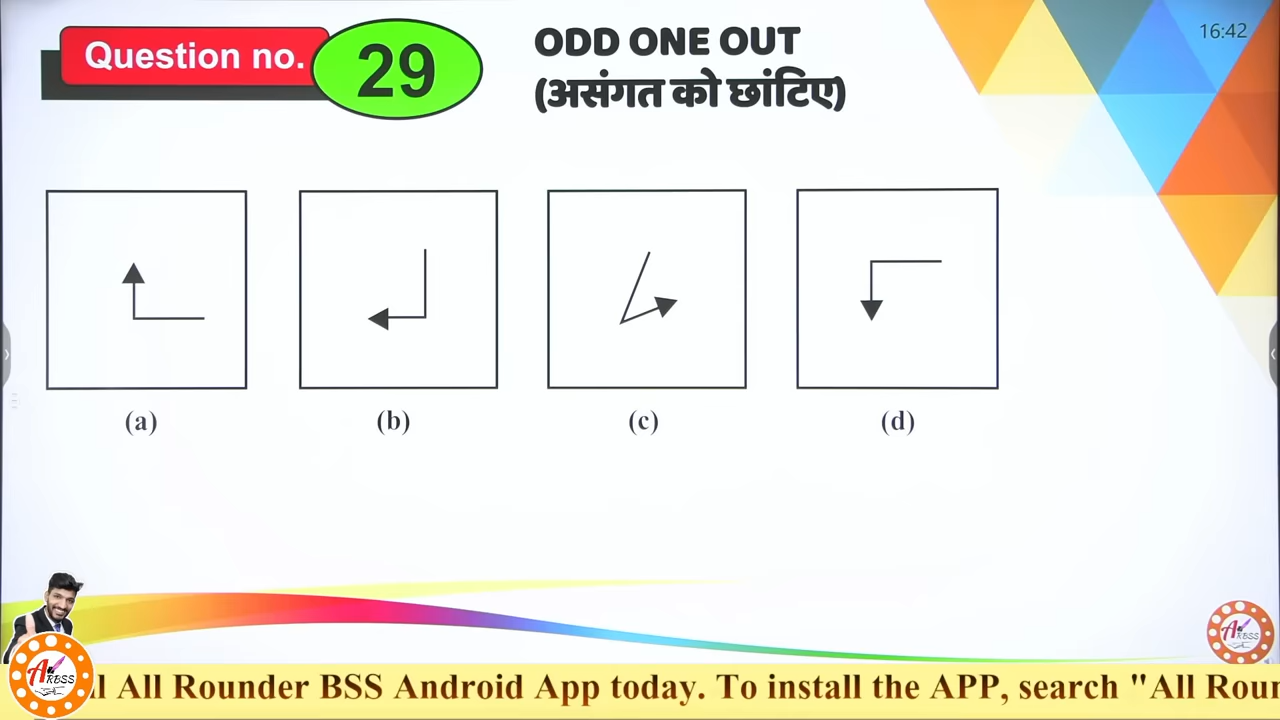 Question no. 29
ODD ONE OUT
(असंगत को छांटिए)
16:42
(a) (b) (c) (d)
All Rounder BSS Android App today. To install the APP, search "All Roun